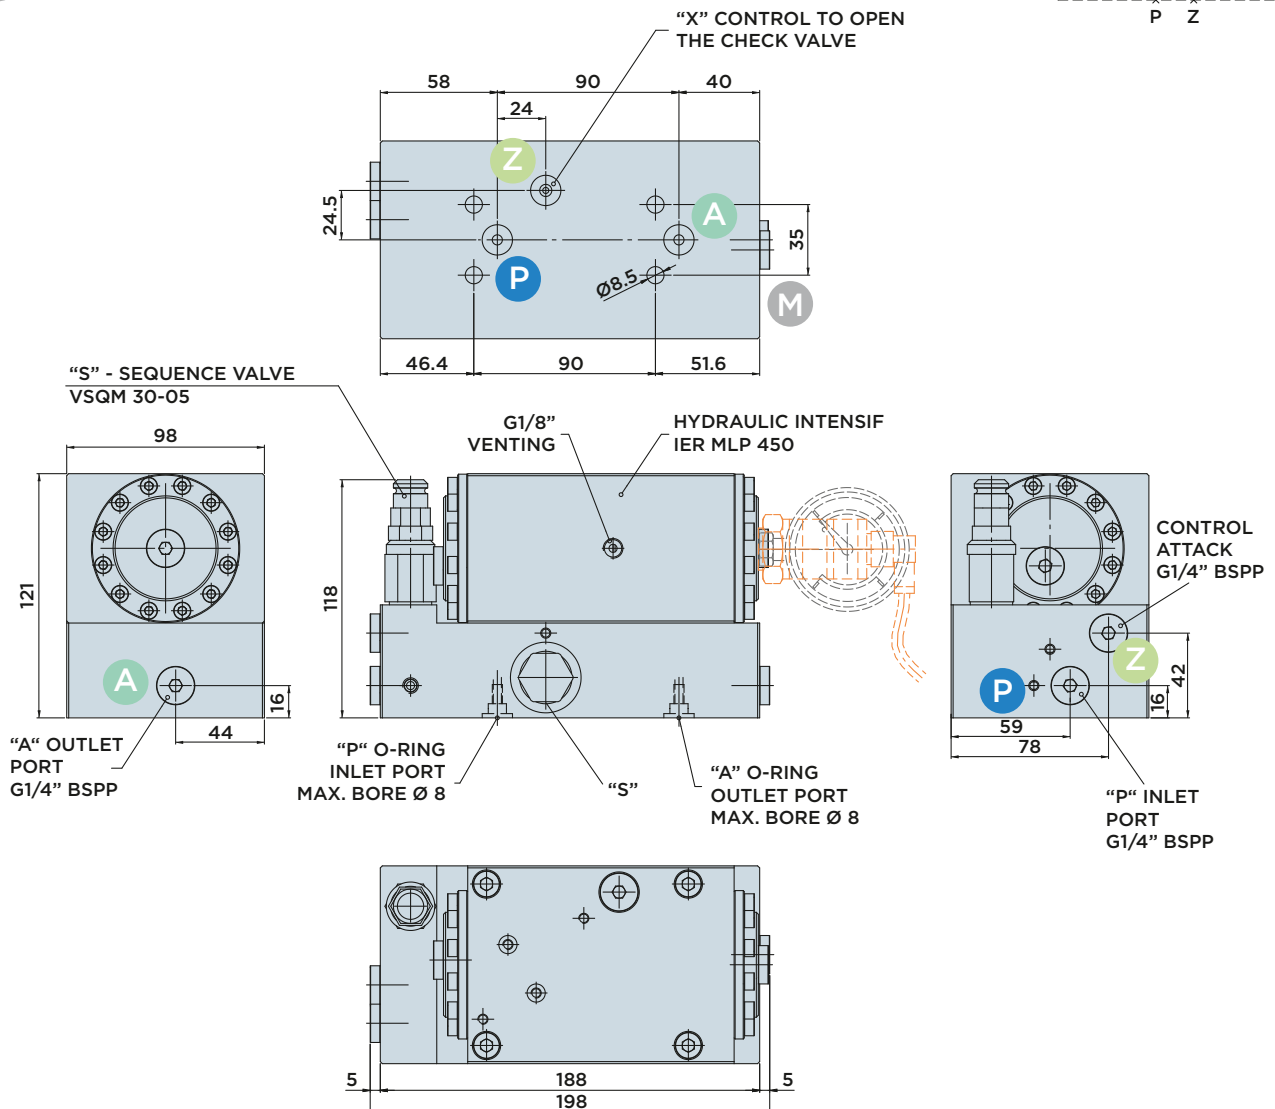 P Z
“X” CONTROL TO OPEN
THE CHECK VALVE
58 90 40
24
Z
24.5
A
35
P
Ø8.5
M
46.4 90 51.6
“S” - SEQUENCE VALVE
VSQM 30-05
98
G1/8”
VENTING
HYDRAULIC INTENSIF
IER MLP 450
CONTROL
ATTACK
G1/4” BSPP
121
118
A
16
44
P
Z
42
16
59
78
“A“ OUTLET
PORT
G1/4” BSPP
“P“ O-RING
INLET PORT
MAX. BORE Ø 8
“S”
“A” O-RING
OUTLET PORT
MAX. BORE Ø 8
“P“ INLET
PORT
G1/4” BSPP
5 188 5
198